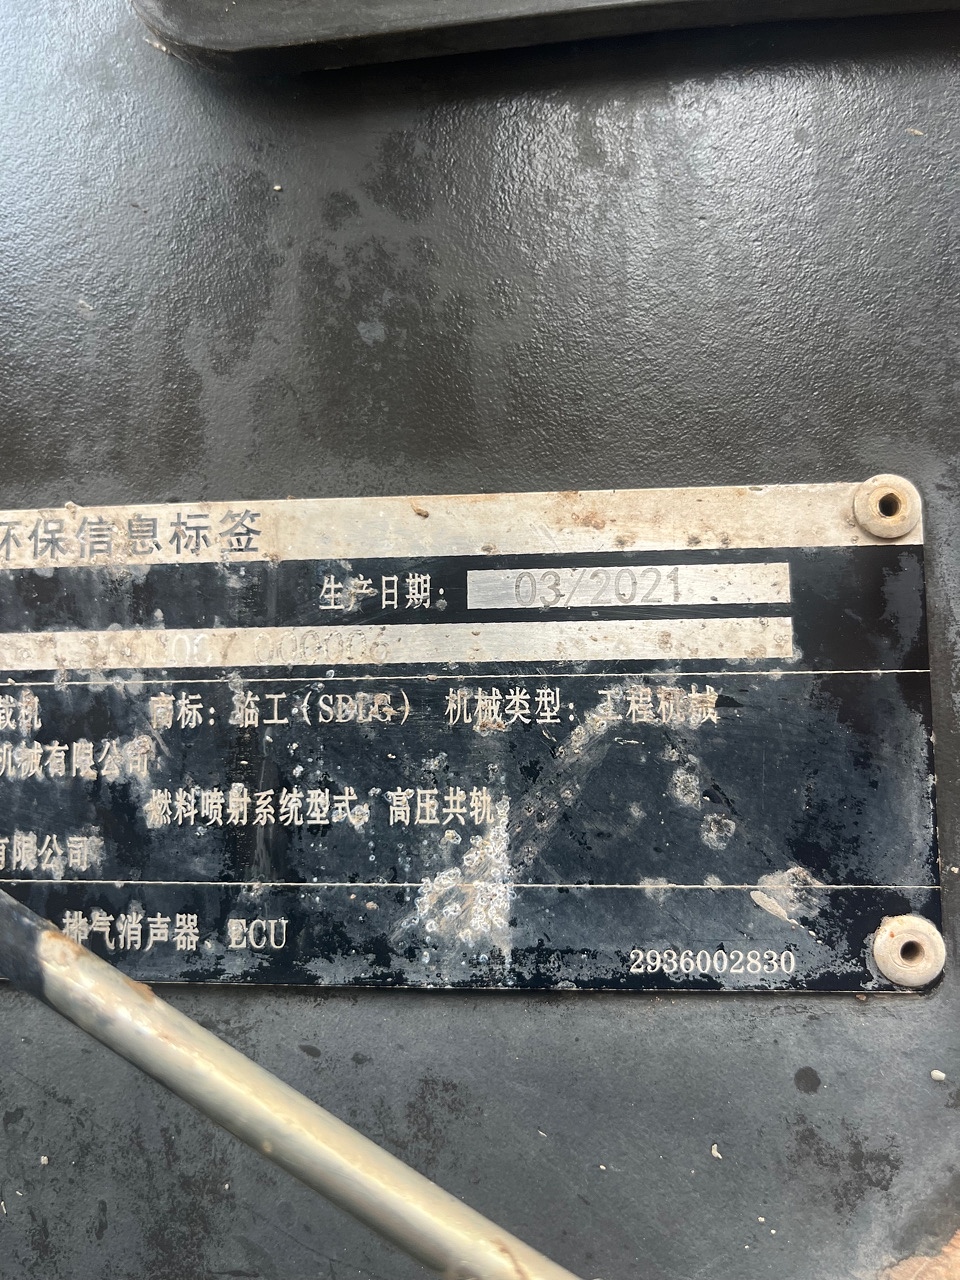 环保信息标签
生产日期: 03/2021
000006
载机 商标: 临工(SDLG) 机械类型: 工程机械
机械有限公司
燃料喷射系统型式: 高压共轨
有限公司
排气消声器、ECU
2936002830